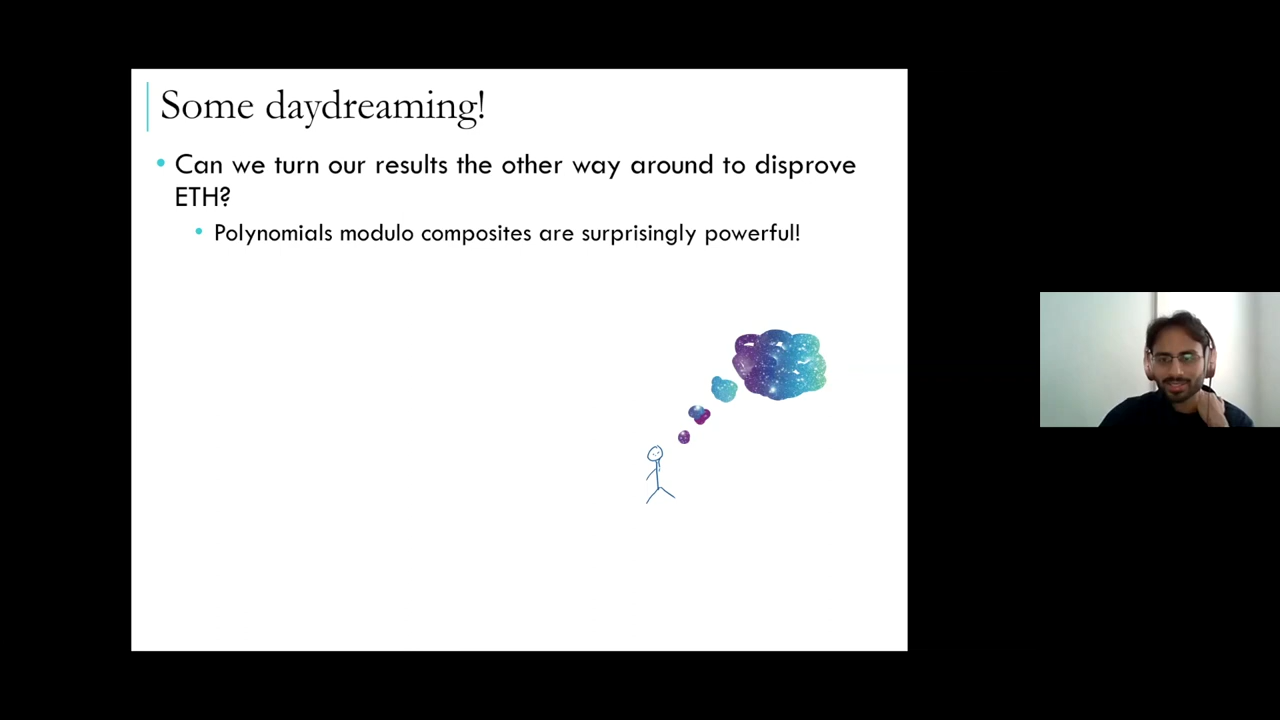 Some daydreaming!
• Can we turn our results the other way around to disprove
ETH?
• Polynomials modulo composites are surprisingly powerful!